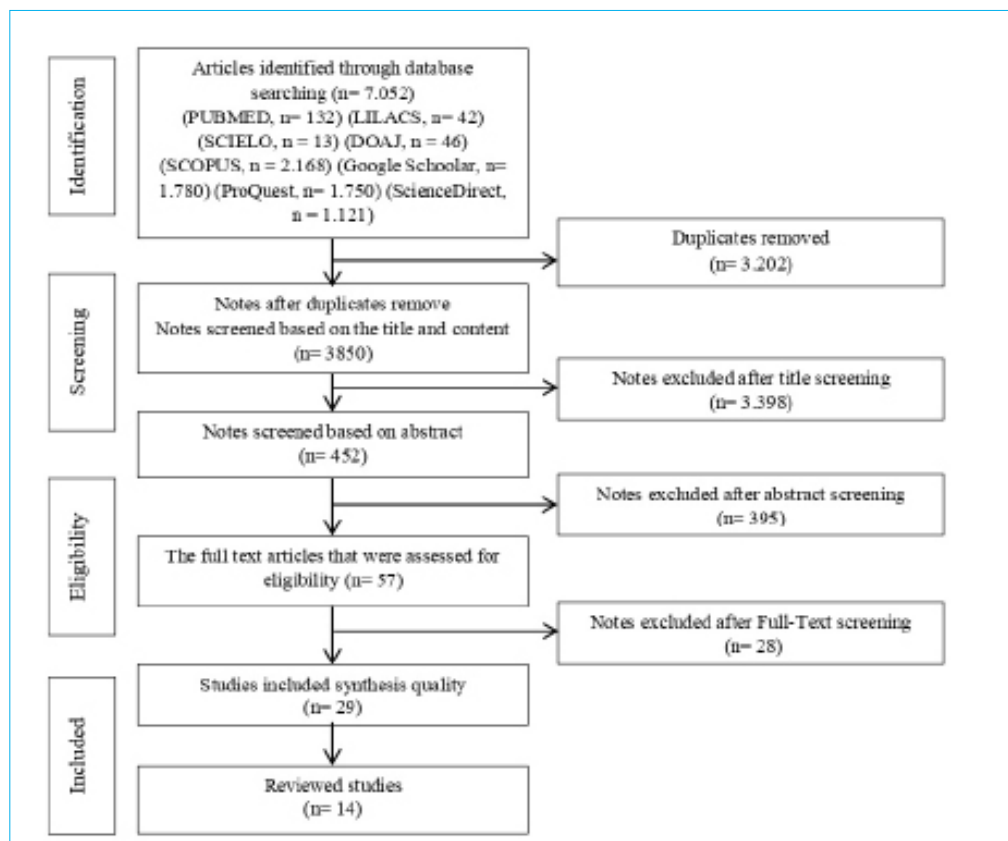 Identification
Articles identified through database
searching (n= 7.052)
(PUBMED, n= 132) (LILACS, n= 42)
(SCIELO, n = 13) (DOAJ, n = 46)
(SCOPUS, n = 2.168) (Google Schoolar, n=
1.780) (ProQuest, n= 1.750) (ScienceDirect,
n = 1.121)
Duplicates removed
(n= 3.202)
Screening
Notes after duplicates remove
Notes screened based on the title and content
(n= 3850)
Notes excluded after title screening
(n= 3.398)
Notes screened based on abstract
(n= 452)
Eligibility
Notes excluded after abstract screening
(n= 395)
The full text articles that were assessed for
eligibility (n= 57)
Notes excluded after Full-Text screening
(n= 28)
Included
Studies included synthesis quality
(n= 29)
Reviewed studies
(n= 14)